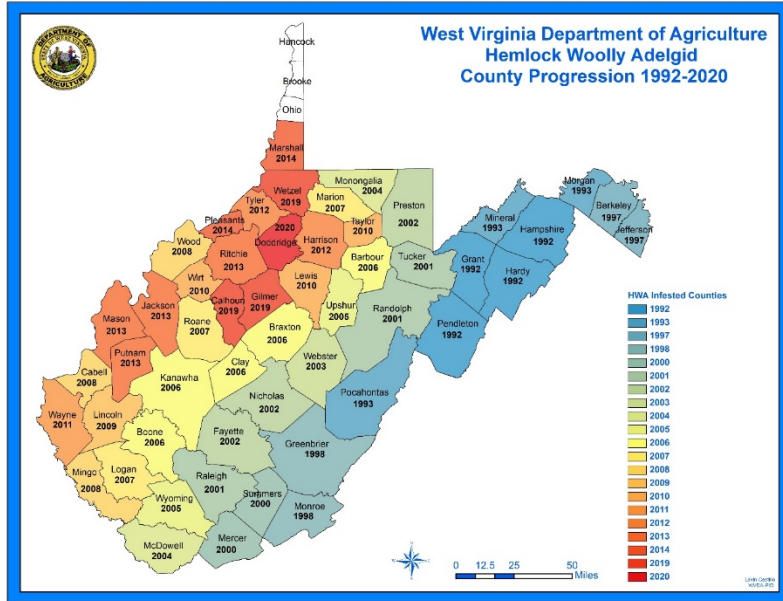 DEPARTMENT OF
AGRICULTURE
West Virginia Department of Agriculture
Hemlock Woolly Adelgid
County Progression 1992-2020
Hancock
Brooke
Ohio
Marshall
2014
Wetzel
2019
Monongalia
2004
Marion
2007
Preston
2002
Morgan
1993
Berkeley
1997
Jefferson
1997
Mineral
1993
Hampshire
1992
Tyler
2012
Pleasants
2014
2020
Doddridge
Harrison
2012
Taylor
2010
Grant
1992
Hardy
1992
Wood
2008
Ritchie
2013
Barbour
2006
Tucker
2001
Wirt
2010
Lewis
2010
Calhoun
2019
Gilmer
2019
Upshur
2005
Randolph
2001
Pendleton
1992
Mason
2013
Jackson
2013
Roane
2007
Braxton
2006
Putnam
2013
Clay
2006
Webster
2003
Cabell
2008
Kanawha
2006
Pocahontas
1993
Wayne
2011
Lincoln
2009
Nicholas
2002
Boone
2006
Fayette
2002
Greenbrier
1998
Mingo
2008
Logan
2007
Raleigh
2001
Summers
2000
Wyoming
2005
Monroe
1998
McDowell
2004
Mercer
2000
HWA Infested Counties
1992
1993
1997
1998
2000
2001
2002
2003
2004
2005
2006
2007
2008
2009
2010
2011
2012
2013
2014
2019
2020
0 12.5 25 50
Miles